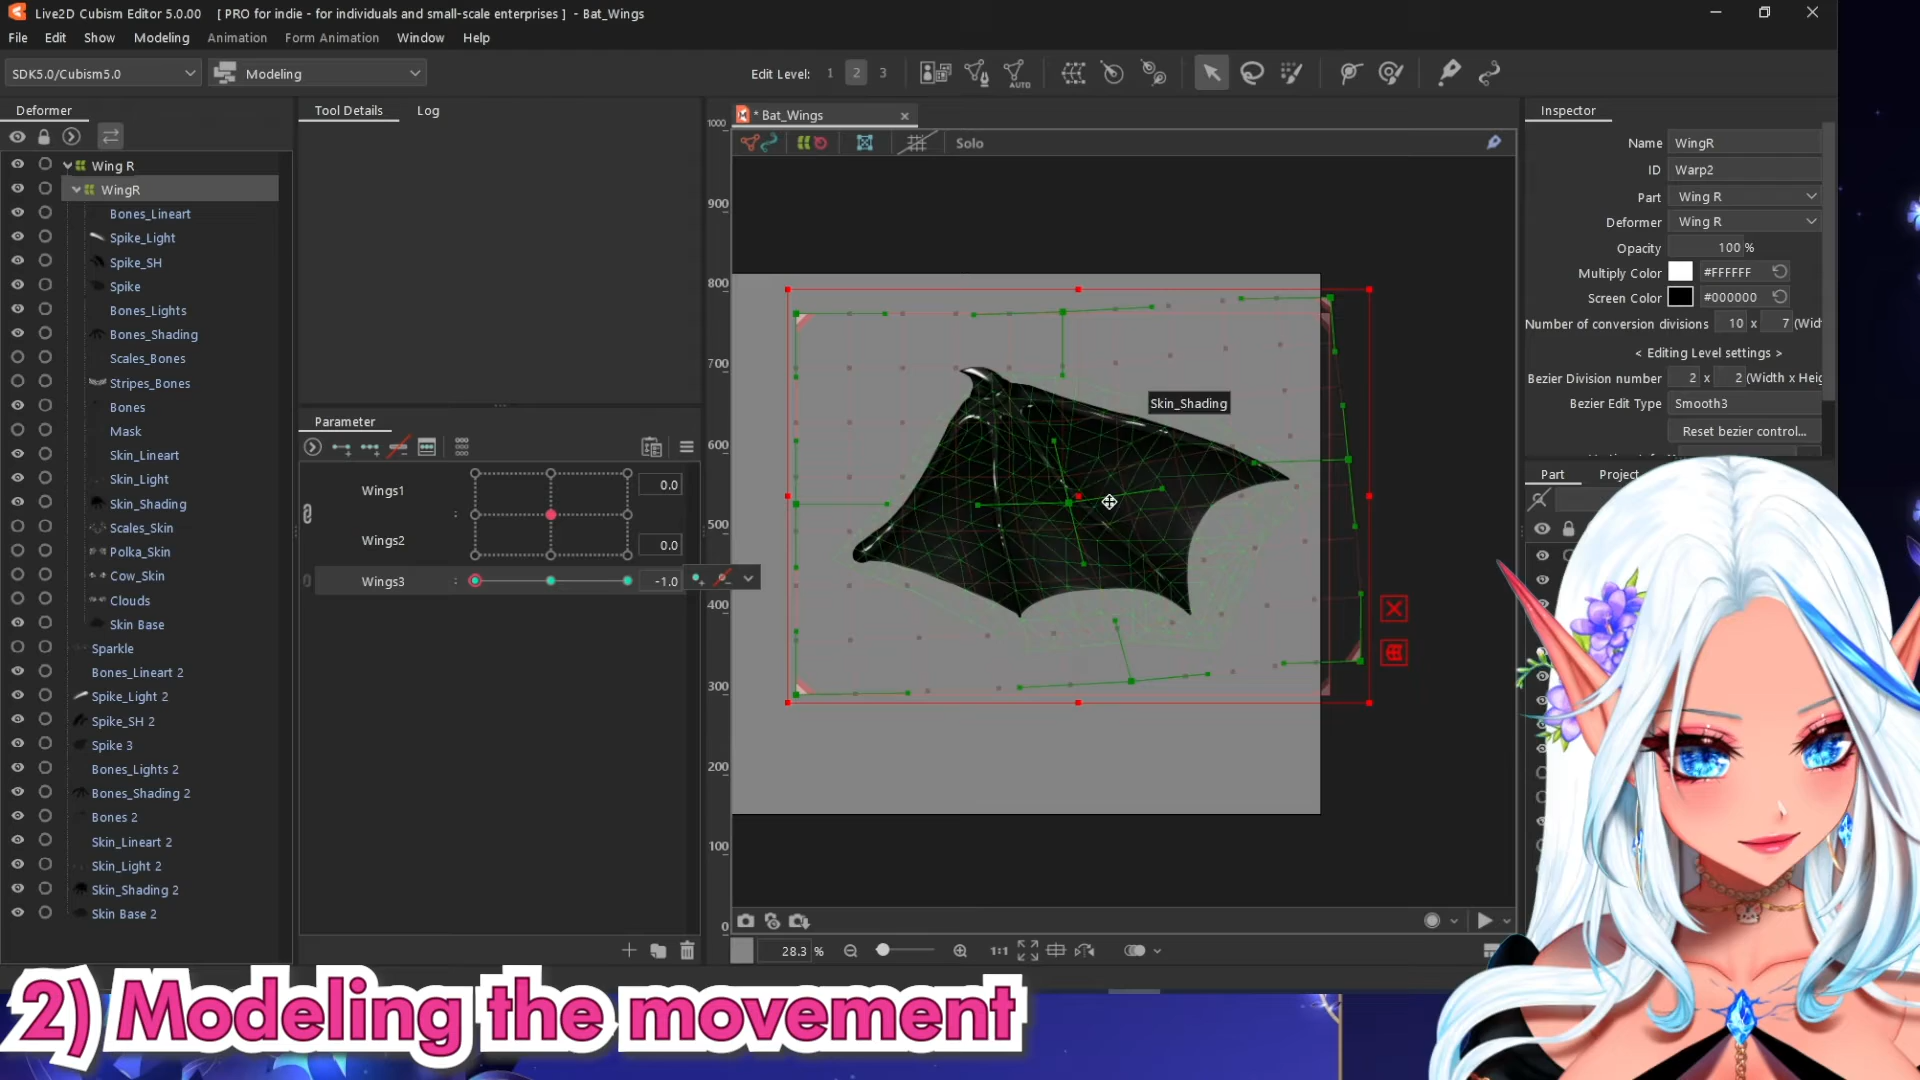 Live2D Cubism Editor 5.0.00 [ PRO for indie - for individuals and small-scale enterprises ] - Bat_Wings
File Edit Show Modeling Animation Form Animation Window Help
SDK5.0/Cubism5.0 Modeling Edit Level: 1 2 3 AUTO
Deformer
Wing R
WingR
Bones_Lineart
Spike_Light
Spike_SH
Spike
Bones_Lights
Bones_Shading
Scales_Bones
Stripes_Bones
Bones
Mask
Skin_Lineart
Skin_Light
Skin_Shading
Scales_Skin
Polka_Skin
Cow_Skin
Clouds
Skin Base
Sparkle
Bones_Lineart 2
Spike_Light 2
Spike_SH 2
Spike 3
Bones_Lights 2
Bones_Shading 2
Bones 2
Skin_Lineart 2
Skin_Light 2
Skin_Shading 2
Skin Base 2
Tool Details Log
Parameter
Wings1 0.0
:
Wings2 0.0
Wings3 : -1.0
* Bat_Wings
Solo
1000
900
800
700
600
500
400
300
200
100
0
Skin_Shading
28.3 % 1:1
Inspector
Name WingR
ID Warp2
Part Wing R
Deformer Wing R
Opacity 100 %
Multiply Color #FFFFFF
Screen Color #000000
Number of conversion divisions 10 x 7 (Wid
< Editing Level settings >
Bezier Division number 2 x 2 (Width x Heig
Bezier Edit Type Smooth3
Reset bezier control...
Part Project
2) Modeling the movement